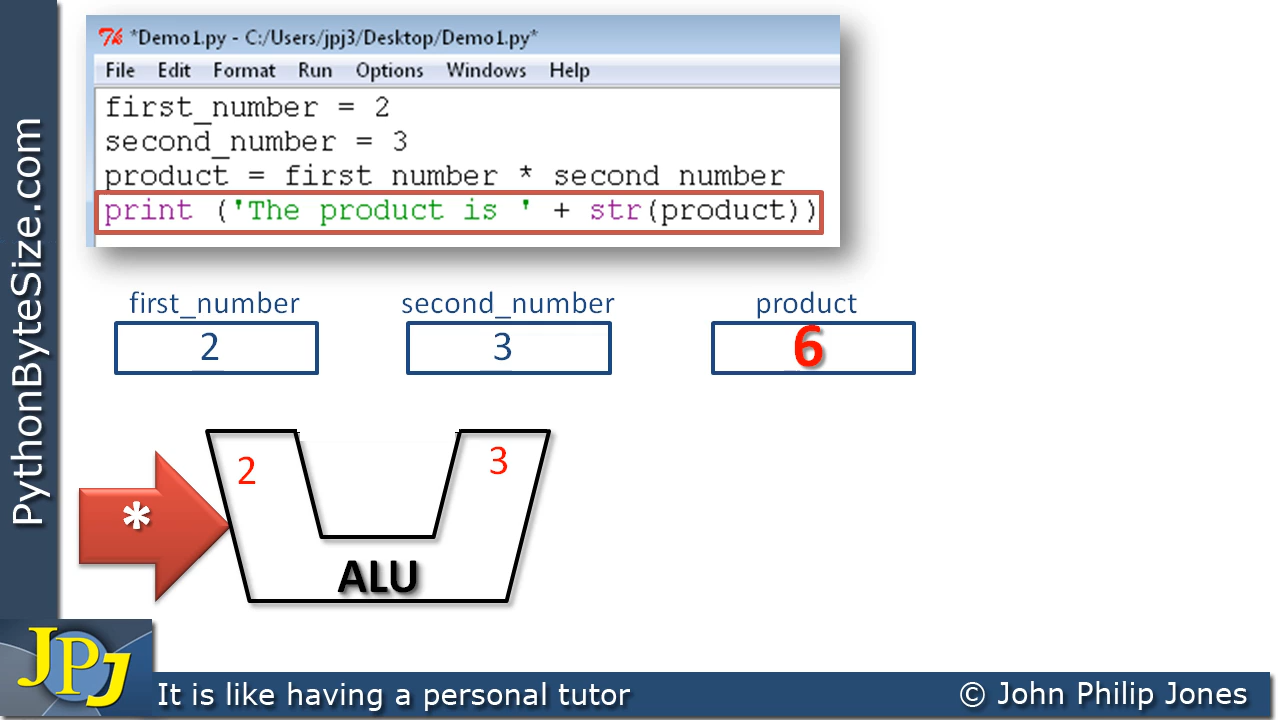 *Demo1.py - C:/Users/jpj3/Desktop/Demo1.py*
File Edit Format Run Options Windows Help
first_number = 2
second_number = 3
product = first_number * second_number
print ('The product is ' + str(product))
first_number second_number product
2 3 6
2 3
*
ALU
PythonByteSize.com
JPJ
It is like having a personal tutor
© John Philip Jones